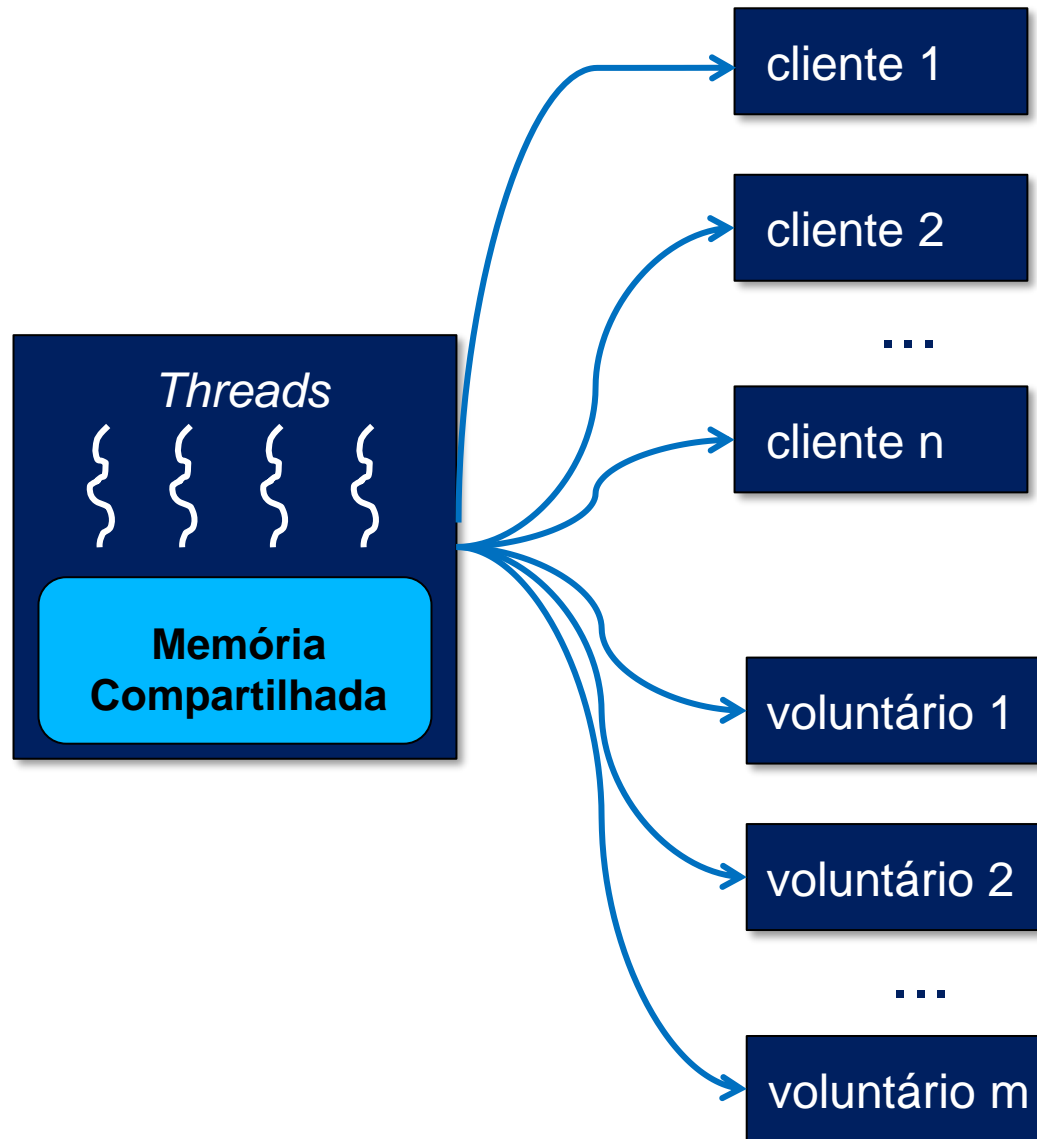 cliente 1
cliente 2
...
cliente n
Threads
Memória
Compartilhada
voluntário 1
voluntário 2
...
voluntário m